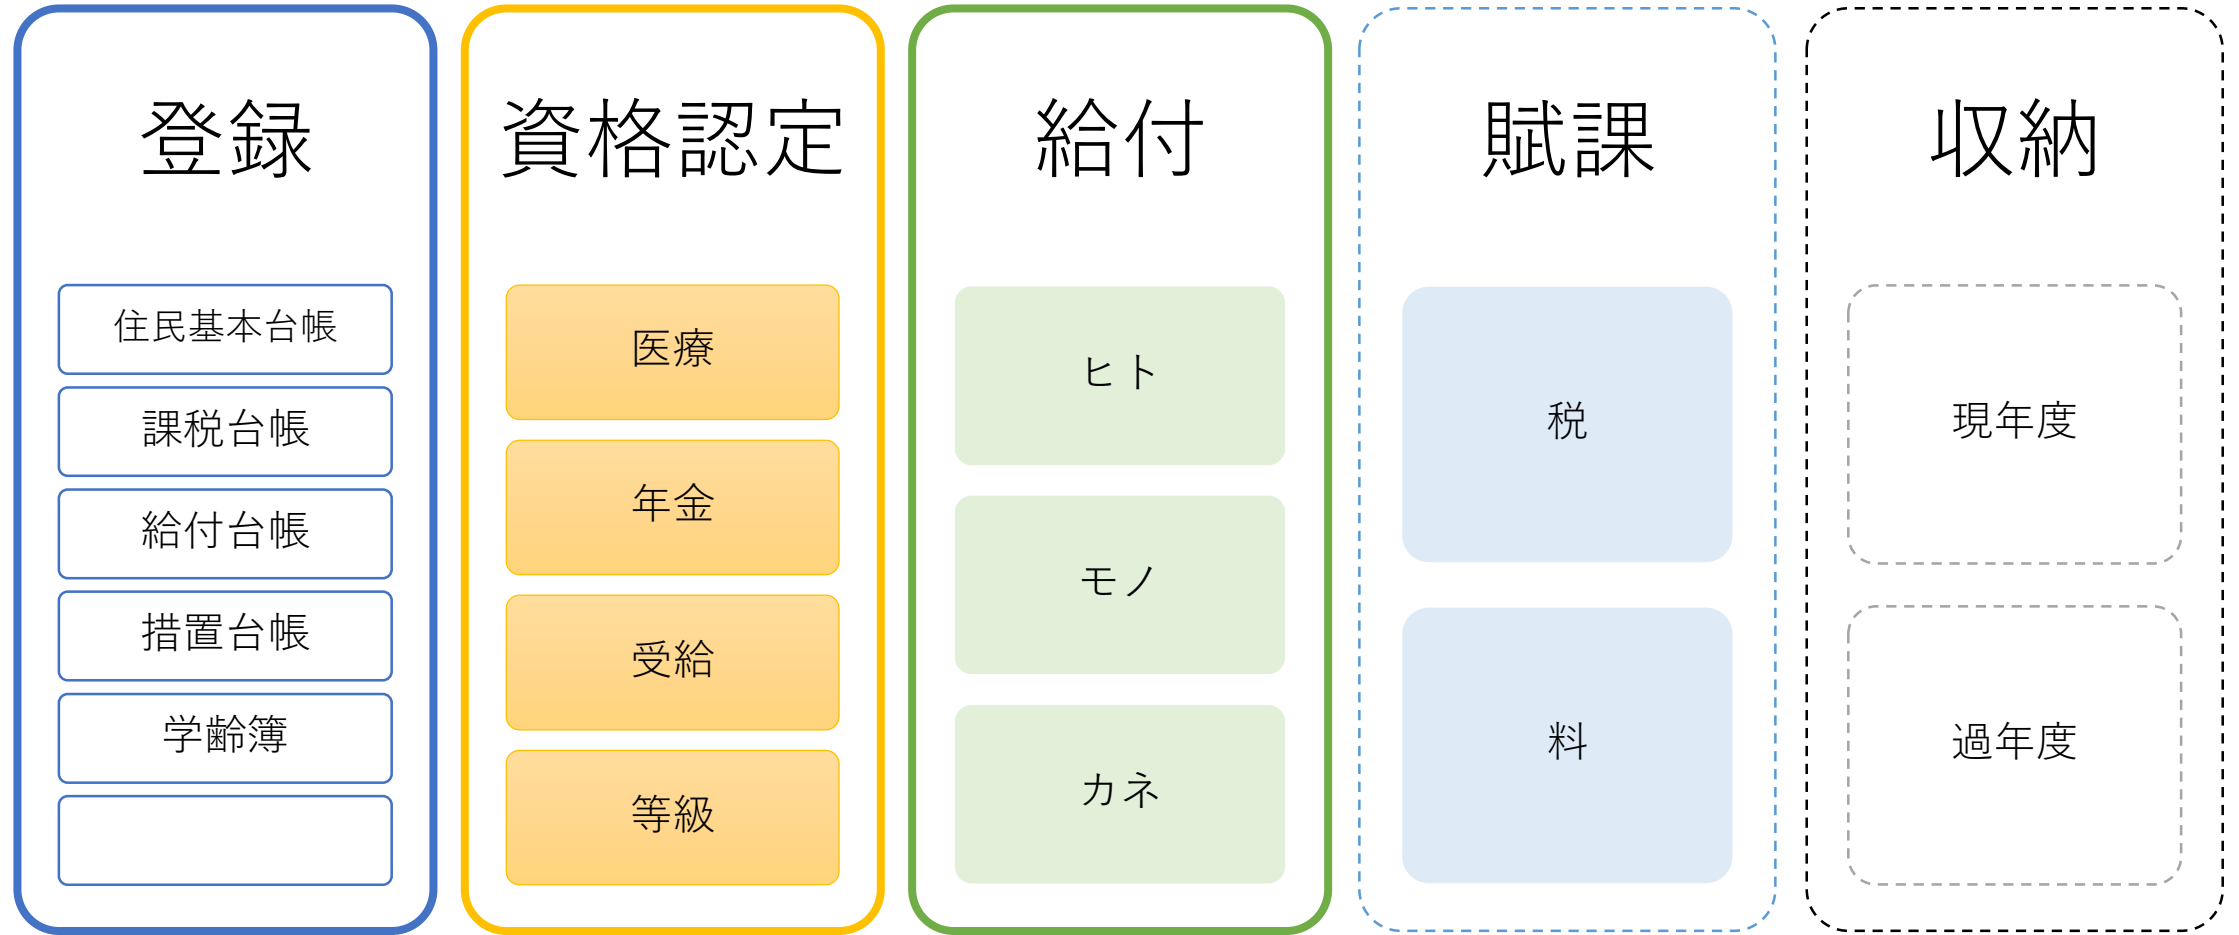 登録
住民基本台帳
課税台帳
給付台帳
措置台帳
学齢簿
資格認定
医療
年金
受給
等級
給付
ヒト
モノ
カネ
賦課
税
料
収納
現年度
過年度